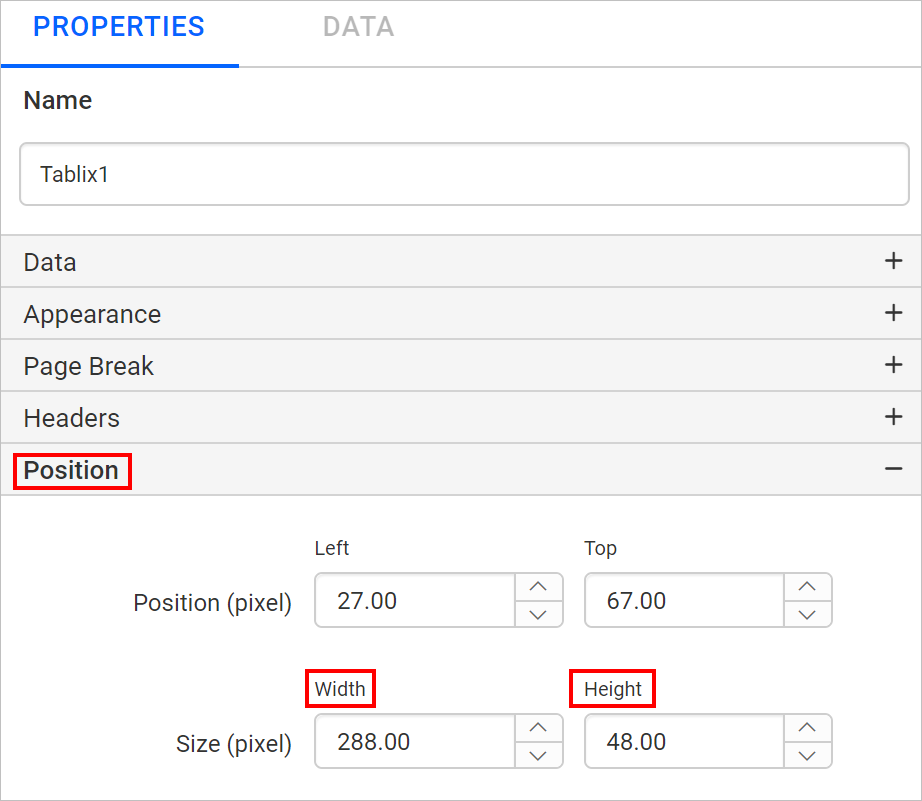 PROPERTIES DATA
Name
Tablix1
Data
Appearance
Page Break
Headers
Position
Left Top
Position (pixel) 27.00 67.00
Width Height
Size (pixel) 288.00 48.00